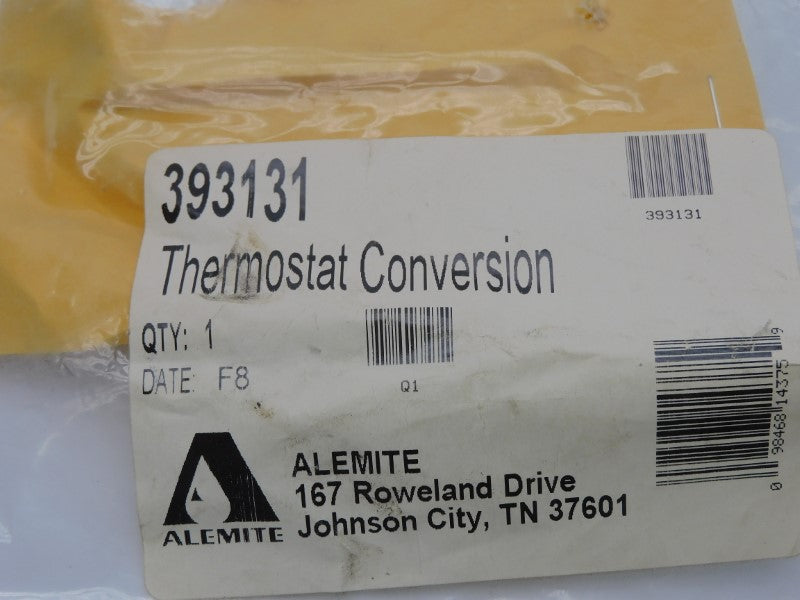 393131
393131
Thermostat Conversion
QTY: 1
Q1
DATE: F8
0 98468 14375 9
ALEMITE
ALEMITE
167 Roweland Drive
Johnson City, TN 37601